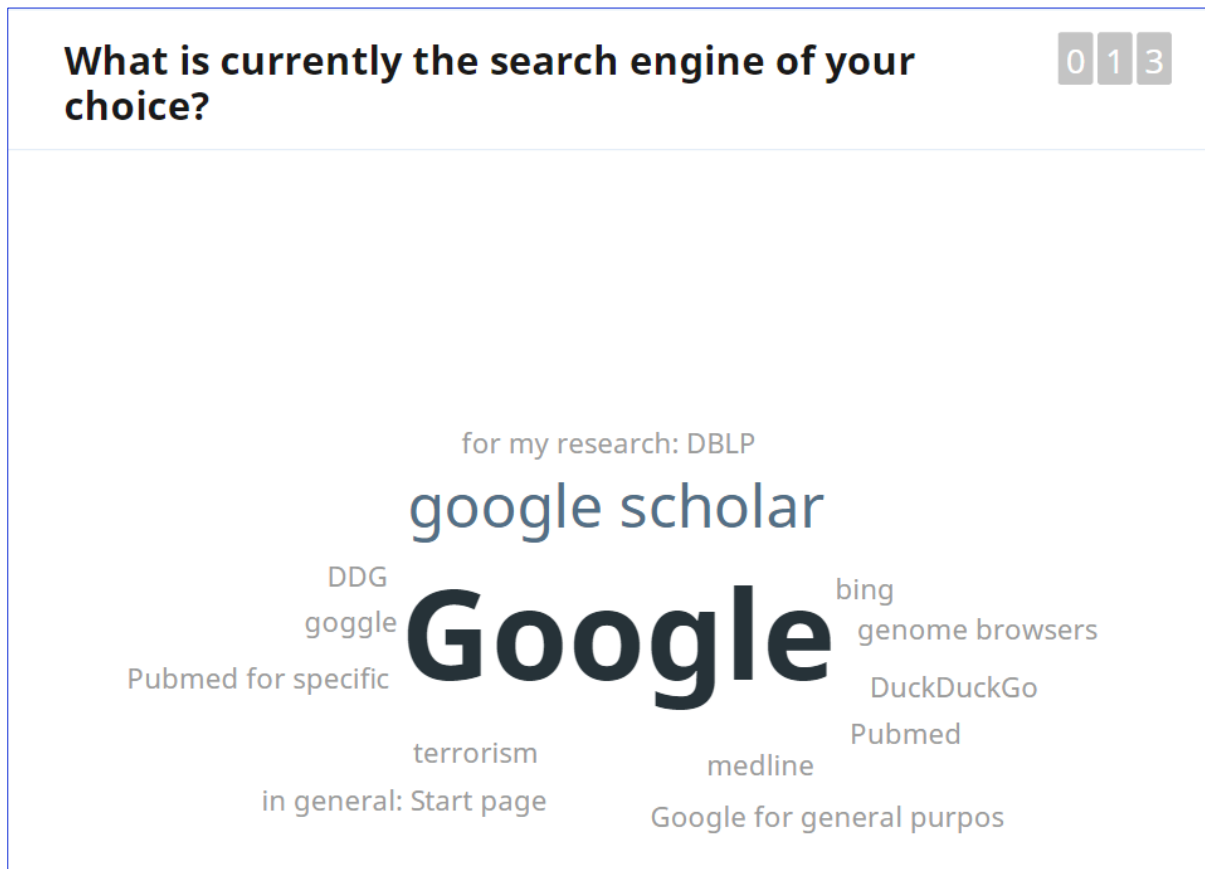 What is currently the search engine of your
choice?
0 1 3
for my research: DBLP
google scholar
DDG
bing
goggle
Google
genome browsers
Pubmed for specific
DuckDuckGo
Pubmed
terrorism
medline
in general: Start page
Google for general purpos